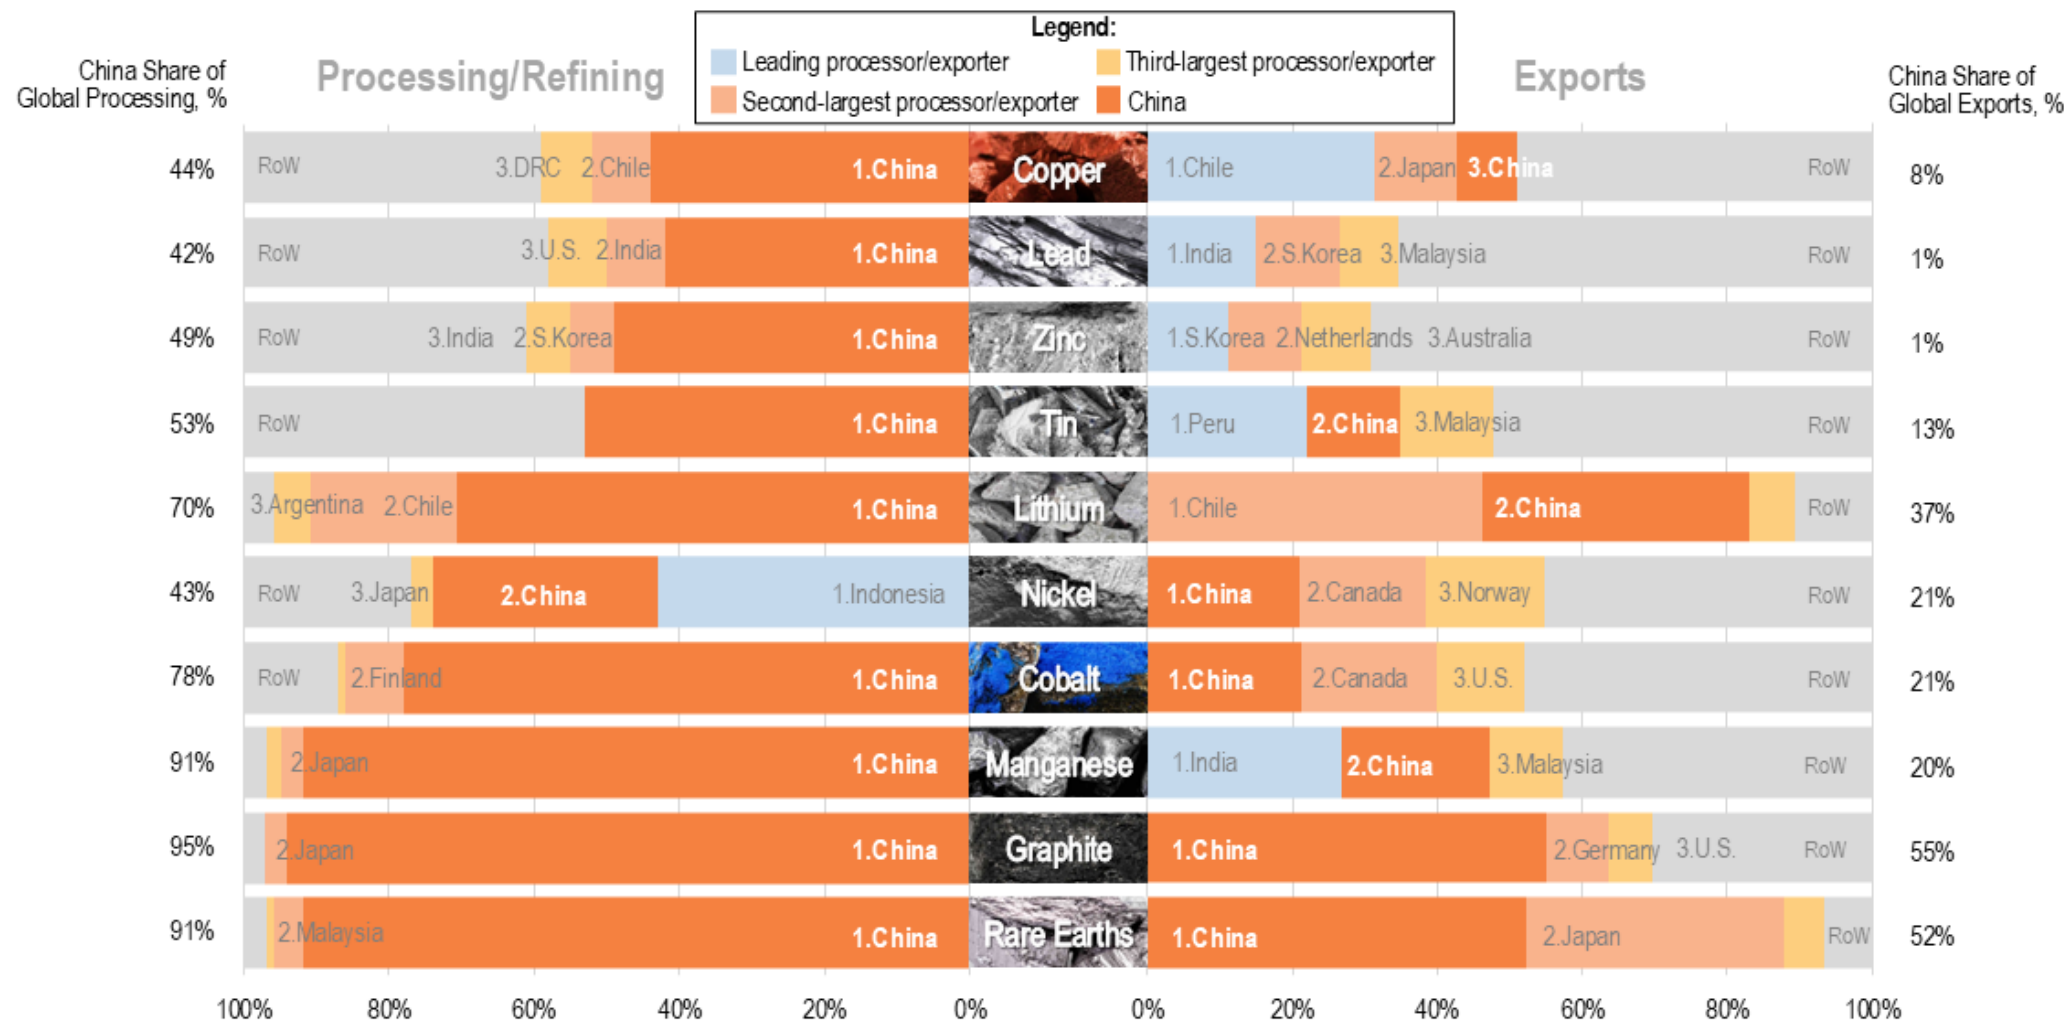 Legend:
Leading processor/exporter
Third-largest processor/exporter
Second-largest processor/exporter
China
China Share of
Global Processing, %
Processing/Refining
Exports
China Share of
Global Exports, %
44% RoW 3.DRC 2.Chile 1.China Copper 1.Chile 2.Japan 3.China RoW 8%
42% RoW 3.U.S. 2.India 1.China Lead 1.India 2.S.Korea 3.Malaysia RoW 1%
49% RoW 3.India 2.S.Korea 1.China Zinc 1.S.Korea 2.Netherlands 3.Australia RoW 1%
53% RoW 1.China Tin 1.Peru 2.China 3.Malaysia RoW 13%
70% 3.Argentina 2.Chile 1.China Lithium 1.Chile 2.China RoW 37%
43% RoW 3.Japan 2.China 1.Indonesia Nickel 1.China 2.Canada 3.Norway RoW 21%
78% RoW 2.Finland 1.China Cobalt 1.China 2.Canada 3.U.S. RoW 21%
91% 2.Japan 1.China Manganese 1.India 2.China 3.Malaysia RoW 20%
95% 2.Japan 1.China Graphite 1.China 2.Germany 3.U.S. RoW 55%
91% 2.Malaysia 1.China Rare Earths 1.China 2.Japan RoW 52%
100% 80% 60% 40% 20% 0% 0% 20% 40% 60% 80% 100%